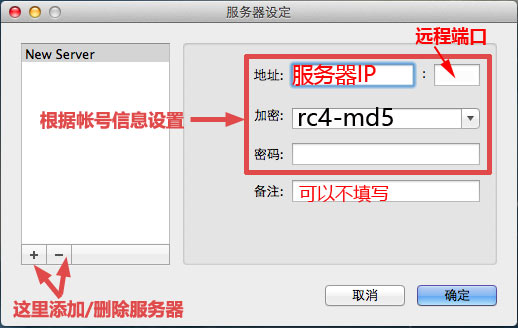 服务器设定
New Server
远程端口
地址: 服务器IP :
根据帐号信息设置
加密: rc4-md5
密码:
备注: 可以不填写
+ −
这里添加/删除服务器
取消 确定